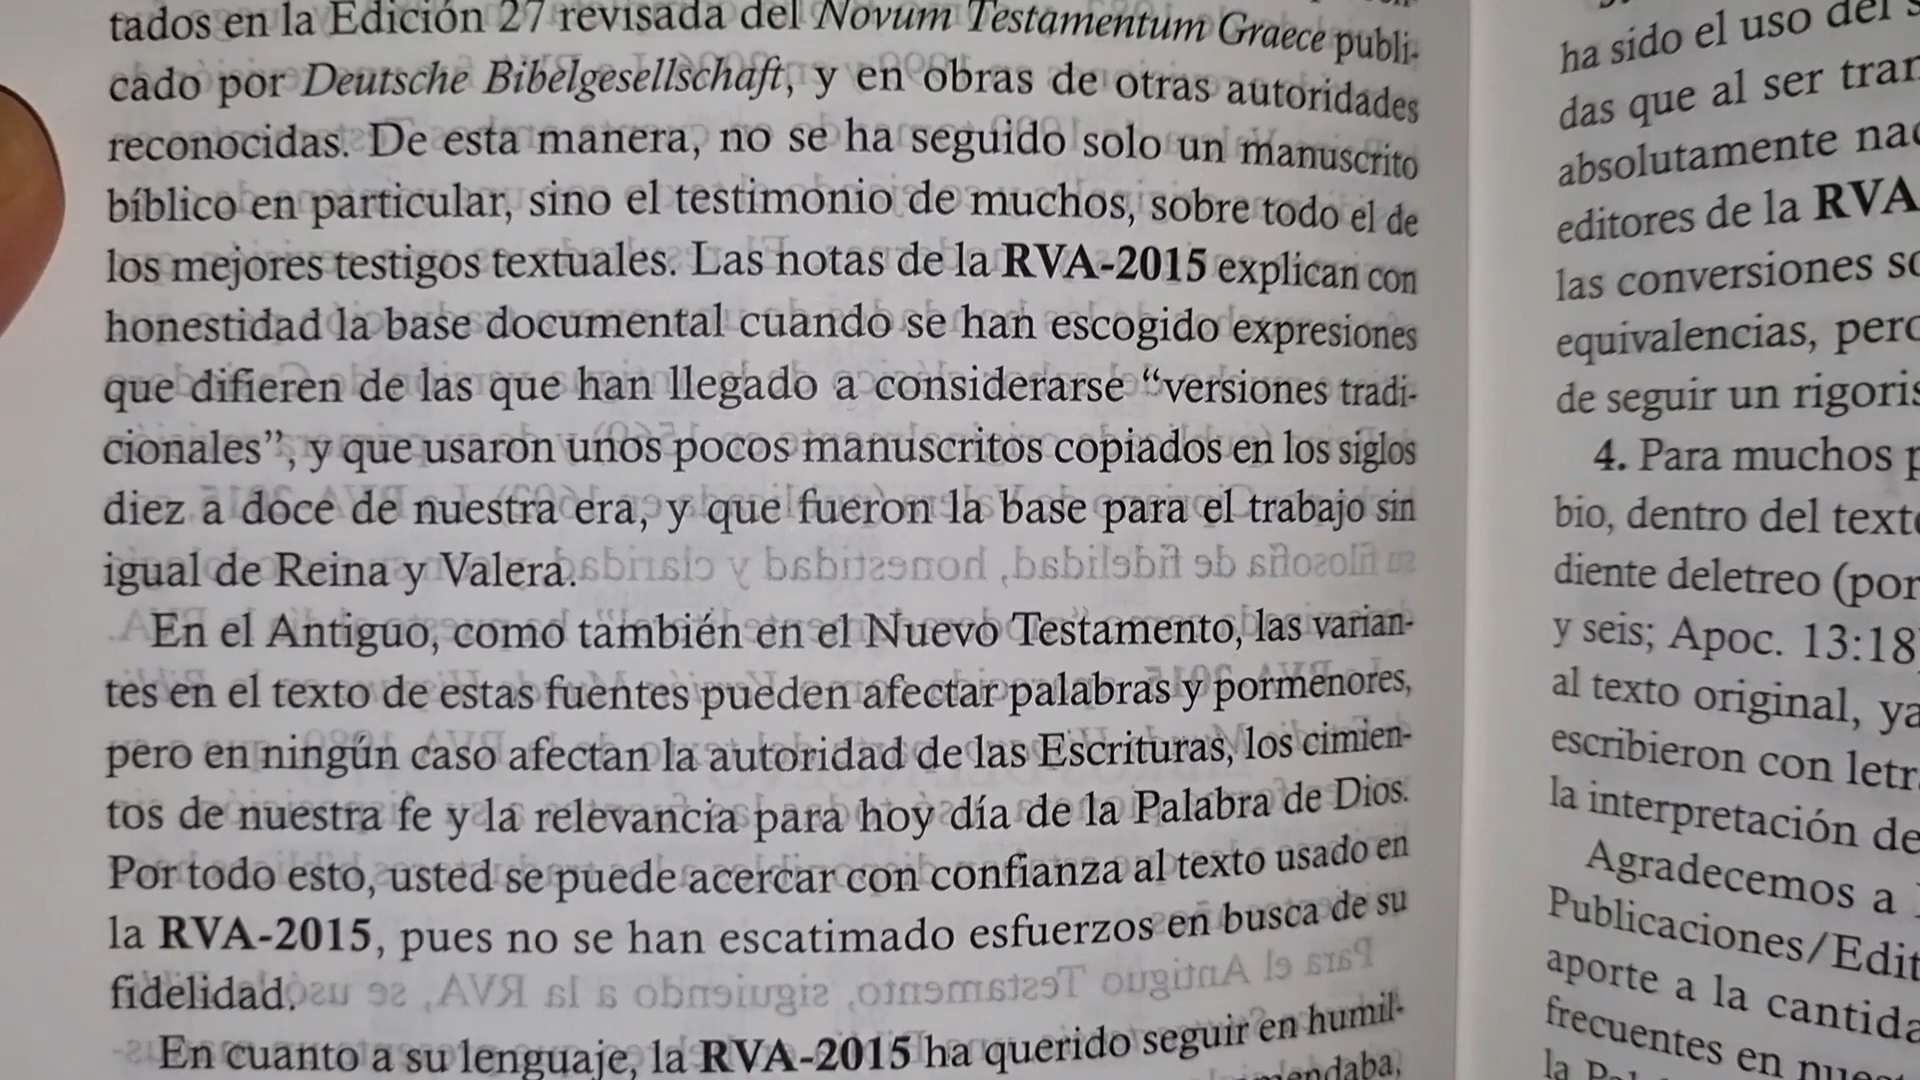 tados en la Edición 27 revisada del Novum Testamentum Graece publi-
cado por Deutsche Bibelgesellschaft, y en obras de otras autoridades
reconocidas. De esta manera, no se ha seguido solo un manuscrito
bíblico en particular, sino el testimonio de muchos, sobre todo el de
los mejores testigos textuales. Las notas de la RVA-2015 explican con
honestidad la base documental cuando se han escogido expresiones
que difieren de las que han llegado a considerarse “versiones tradi-
cionales”, y que usaron unos pocos manuscritos copiados en los siglos
diez a doce de nuestra era, y que fueron la base para el trabajo sin
igual de Reina y Valera.
En el Antiguo, como también en el Nuevo Testamento, las varian-
tes en el texto de estas fuentes pueden afectar palabras y pormenores,
pero en ningún caso afectan la autoridad de las Escrituras, los cimien-
tos de nuestra fe y la relevancia para hoy día de la Palabra de Dios.
Por todo esto, usted se puede acercar con confianza al texto usado en
la RVA-2015, pues no se han escatimado esfuerzos en busca de su
fidelidad.
En cuanto a su lenguaje, la RVA-2015 ha querido seguir en humil-
ha sido el uso del
das que al ser
absolutamente
editores de la RVA
las conversiones
equivalencias,
de seguir un
4. Para muchos
bio, dentro del
diente deletreo (por
y seis; Apoc. 13:18
al texto original, ya
escribieron con
la interpretación de
Agradecemos a
Publicaciones/
aporte a la
frecuentes en